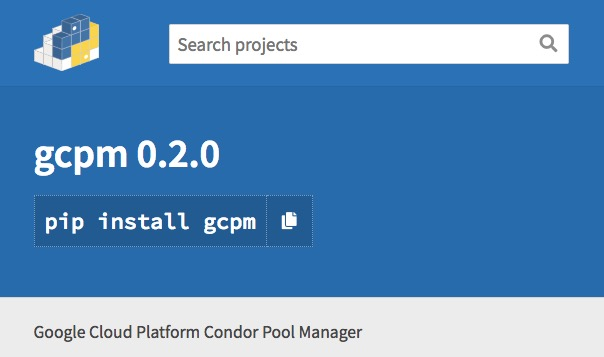 Search projects
gcpm 0.2.0
pip install gcpm
Google Cloud Platform Condor Pool Manager